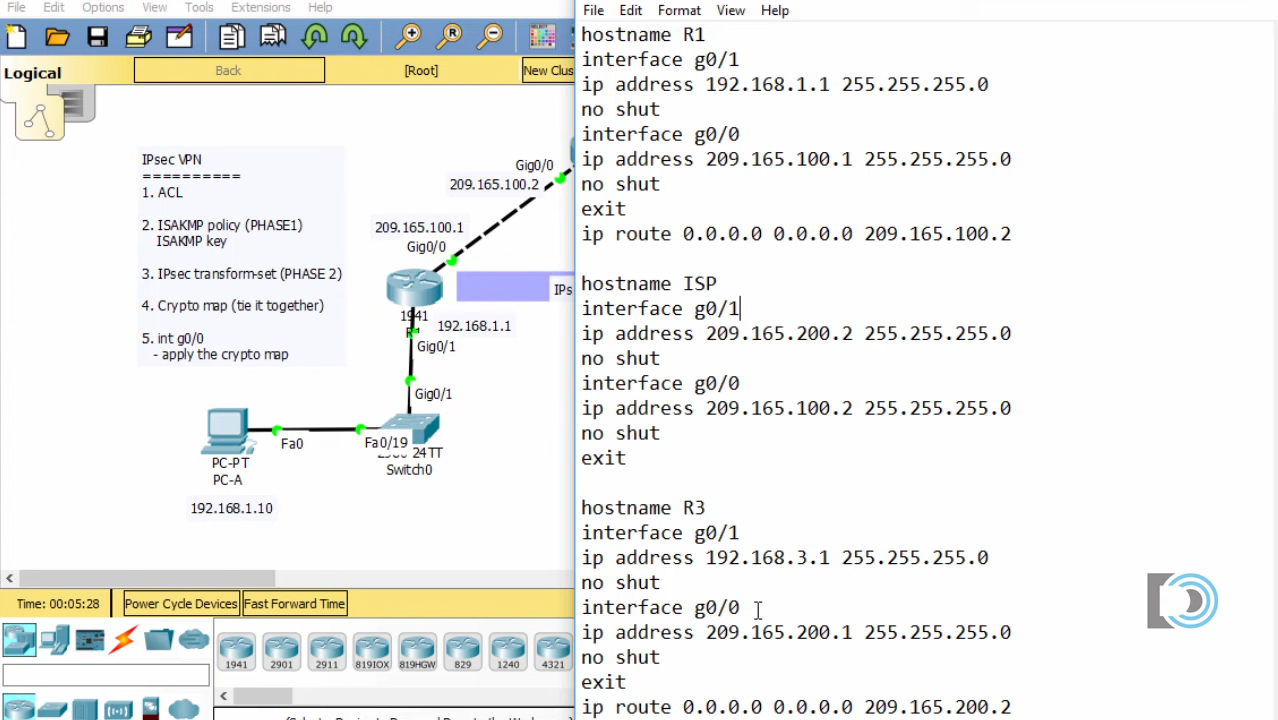 File Edit Options View Tools Extensions Help
Logical
Back
[Root]
New Clus
IPsec VPN
==========
1. ACL
2. ISAKMP policy (PHASE1)
ISAKMP key
3. IPsec transform-set (PHASE 2)
4. Crypto map (tie it together)
5. int g0/0
- apply the crypto map
Gig0/0
209.165.100.2
209.165.100.1
Gig0/0
IPs
1941
192.168.1.1
Gig0/1
Gig0/1
Fa0
Fa0/19
24TT
Switch0
PC-PT
PC-A
192.168.1.10
Time: 00:05:28
Power Cycle Devices
Fast Forward Time
1941
2901
2911
819IOX
819HGW
829
1240
4321
File Edit Format View Help
hostname R1
interface g0/1
ip address 192.168.1.1 255.255.255.0
no shut
interface g0/0
ip address 209.165.100.1 255.255.255.0
no shut
exit
ip route 0.0.0.0 0.0.0.0 209.165.100.2
hostname ISP
interface g0/1
ip address 209.165.200.2 255.255.255.0
no shut
interface g0/0
ip address 209.165.100.2 255.255.255.0
no shut
exit
hostname R3
interface g0/1
ip address 192.168.3.1 255.255.255.0
no shut
interface g0/0
ip address 209.165.200.1 255.255.255.0
no shut
exit
ip route 0.0.0.0 0.0.0.0 209.165.200.2